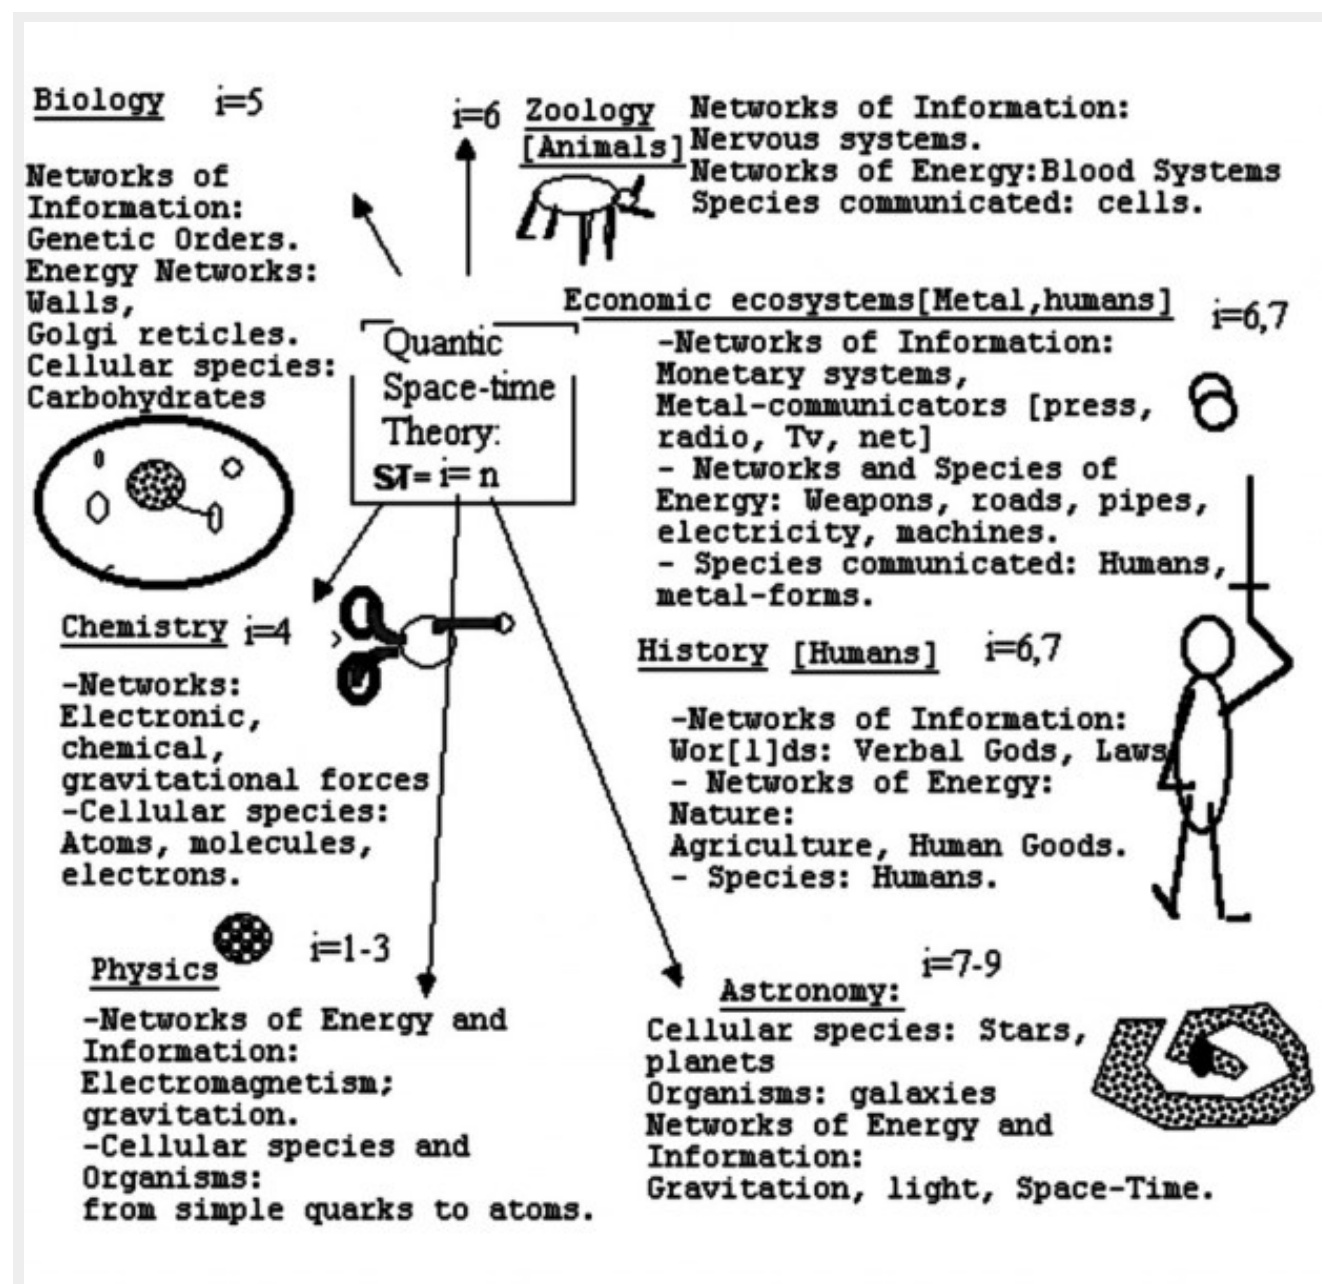 Biology i=5
Networks of
Information:
Genetic Orders.
Energy Networks:
Walls,
Golgi reticles.
Cellular species:
Carbohydrates
i=6 Zoology
[Animals]
Networks of Information:
Nervous systems.
Networks of Energy:Blood Systems
Species communicated: cells.
Quantic
Space-time
Theory:
ST= i= n
Economic ecosystems[Metal,humans] i=6,7
-Networks of Information:
Monetary systems,
Metal-communicators [press,
radio, Tv, net]
- Networks and Species of
Energy: Weapons, roads, pipes,
electricity, machines.
- Species communicated: Humans,
metal-forms.
Chemistry i=4
-Networks:
Electronic,
chemical,
gravitational forces
-Cellular species:
Atoms, molecules,
electrons.
History [Humans] i=6,7
-Networks of Information:
Wor[l]ds: Verbal Gods, Laws
- Networks of Energy:
Nature:
Agriculture, Human Goods.
- Species: Humans.
Physics i=1-3
-Networks of Energy and
Information:
Electromagnetism;
gravitation.
-Cellular species and
Organisms:
from simple quarks to atoms.
i=7-9
Astronomy:
Cellular species: Stars,
planets
Organisms: galaxies
Networks of Energy and
Information:
Gravitation, light, Space-Time.